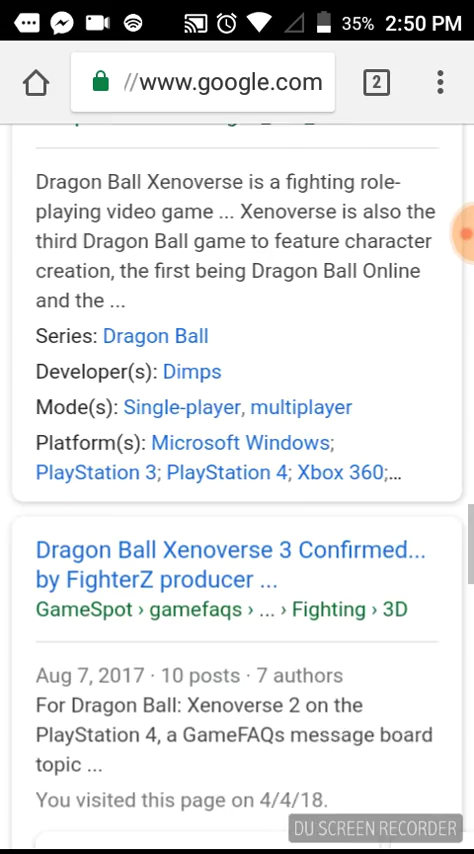 35% 2:50 PM
//www.google.com
2
Dragon Ball Xenoverse is a fighting role-
playing video game ... Xenoverse is also the
third Dragon Ball game to feature character
creation, the first being Dragon Ball Online
and the ...
Series: Dragon Ball
Developer(s): Dimps
Mode(s): Single-player, multiplayer
Platform(s): Microsoft Windows;
PlayStation 3; PlayStation 4; Xbox 360;...
Dragon Ball Xenoverse 3 Confirmed...
by FighterZ producer ...
GameSpot › gamefaqs › ... › Fighting › 3D
Aug 7, 2017 · 10 posts · 7 authors
For Dragon Ball: Xenoverse 2 on the
PlayStation 4, a GameFAQs message board
topic ...
You visited this page on 4/4/18.
DU SCREEN RECORDER